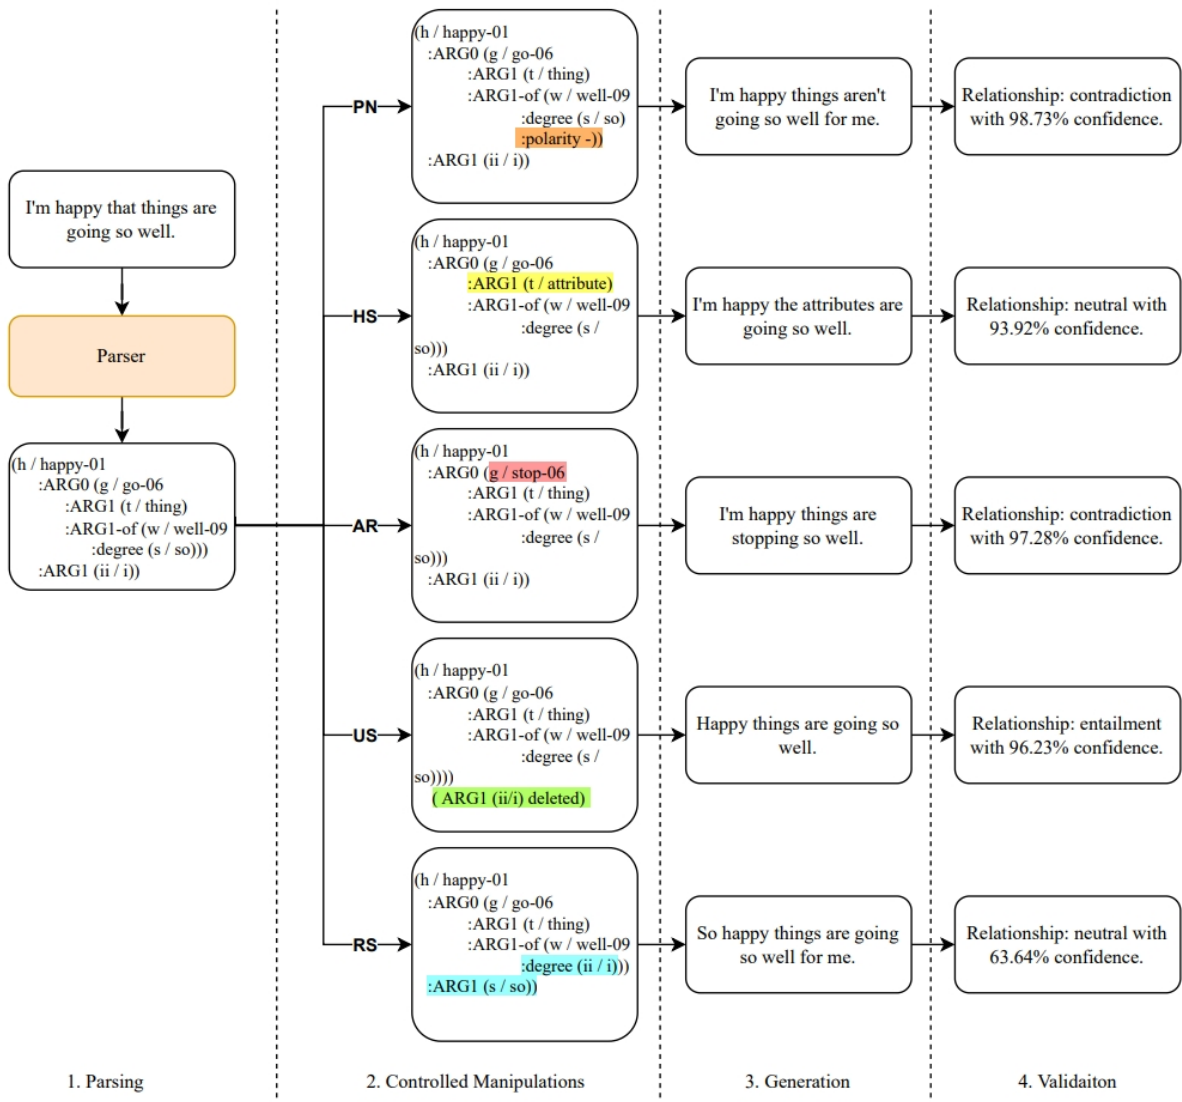 I'm happy that things are
going so well.
Parser
(h / happy-01
:ARG0 (g / go-06
:ARG1 (t / thing)
:ARG1-of (w / well-09
:degree (s / so)))
:ARG1 (ii / i))
PN
(h / happy-01
:ARG0 (g / go-06
:ARG1 (t / thing)
:ARG1-of (w / well-09
:degree (s / so)
:polarity -))
:ARG1 (ii / i))
I'm happy things aren't
going so well for me.
Relationship: contradiction
with 98.73% confidence.
HS
(h / happy-01
:ARG0 (g / go-06
:ARG1 (t / attribute)
:ARG1-of (w / well-09
:degree (s /
so)))
:ARG1 (ii / i))
I'm happy the attributes are
going so well.
Relationship: neutral with
93.92% confidence.
AR
(h / happy-01
:ARG0 (g / stop-06
:ARG1 (t / thing)
:ARG1-of (w / well-09
:degree (s /
so)))
:ARG1 (ii / i))
I'm happy things are
stopping so well.
Relationship: contradiction
with 97.28% confidence.
US
(h / happy-01
:ARG0 (g / go-06
:ARG1 (t / thing)
:ARG1-of (w / well-09
:degree (s /
so))))
( ARG1 (ii/i) deleted)
Happy things are going so
well.
Relationship: entailment
with 96.23% confidence.
RS
(h / happy-01
:ARG0 (g / go-06
:ARG1 (t / thing)
:ARG1-of (w / well-09
:degree (ii / i)))
:ARG1 (s / so))
So happy things are going
so well for me.
Relationship: neutral with
63.64% confidence.
1. Parsing
2. Controlled Manipulations
3. Generation
4. Validaiton